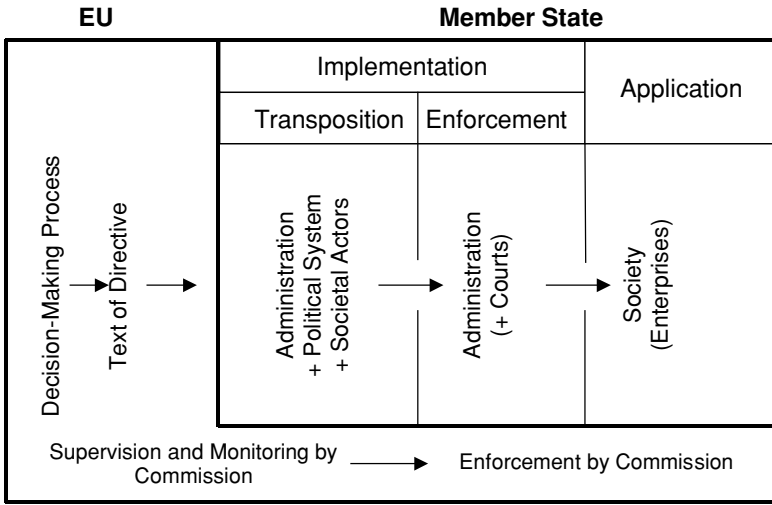 EU
Member State
Implementation
Application
Transposition
Enforcement
Decision-Making Process
Text of Directive
Administration
+ Political System
+ Societal Actors
Administration
(+ Courts)
Society
(Enterprises)
Supervision and Monitoring by
Commission
Enforcement by Commission